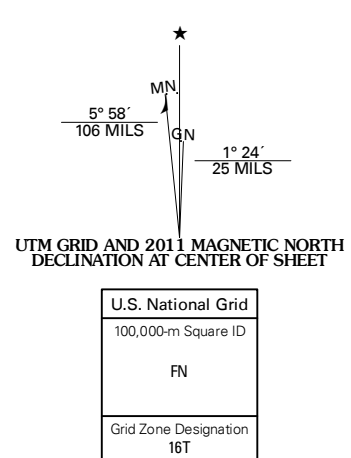 ★
MN.
5° 58´
106 MILS
GN
1° 24´
25 MILS
UTM GRID AND 2011 MAGNETIC NORTH
DECLINATION AT CENTER OF SHEET
U.S. National Grid
100,000-m Square ID
FN
Grid Zone Designation
16T